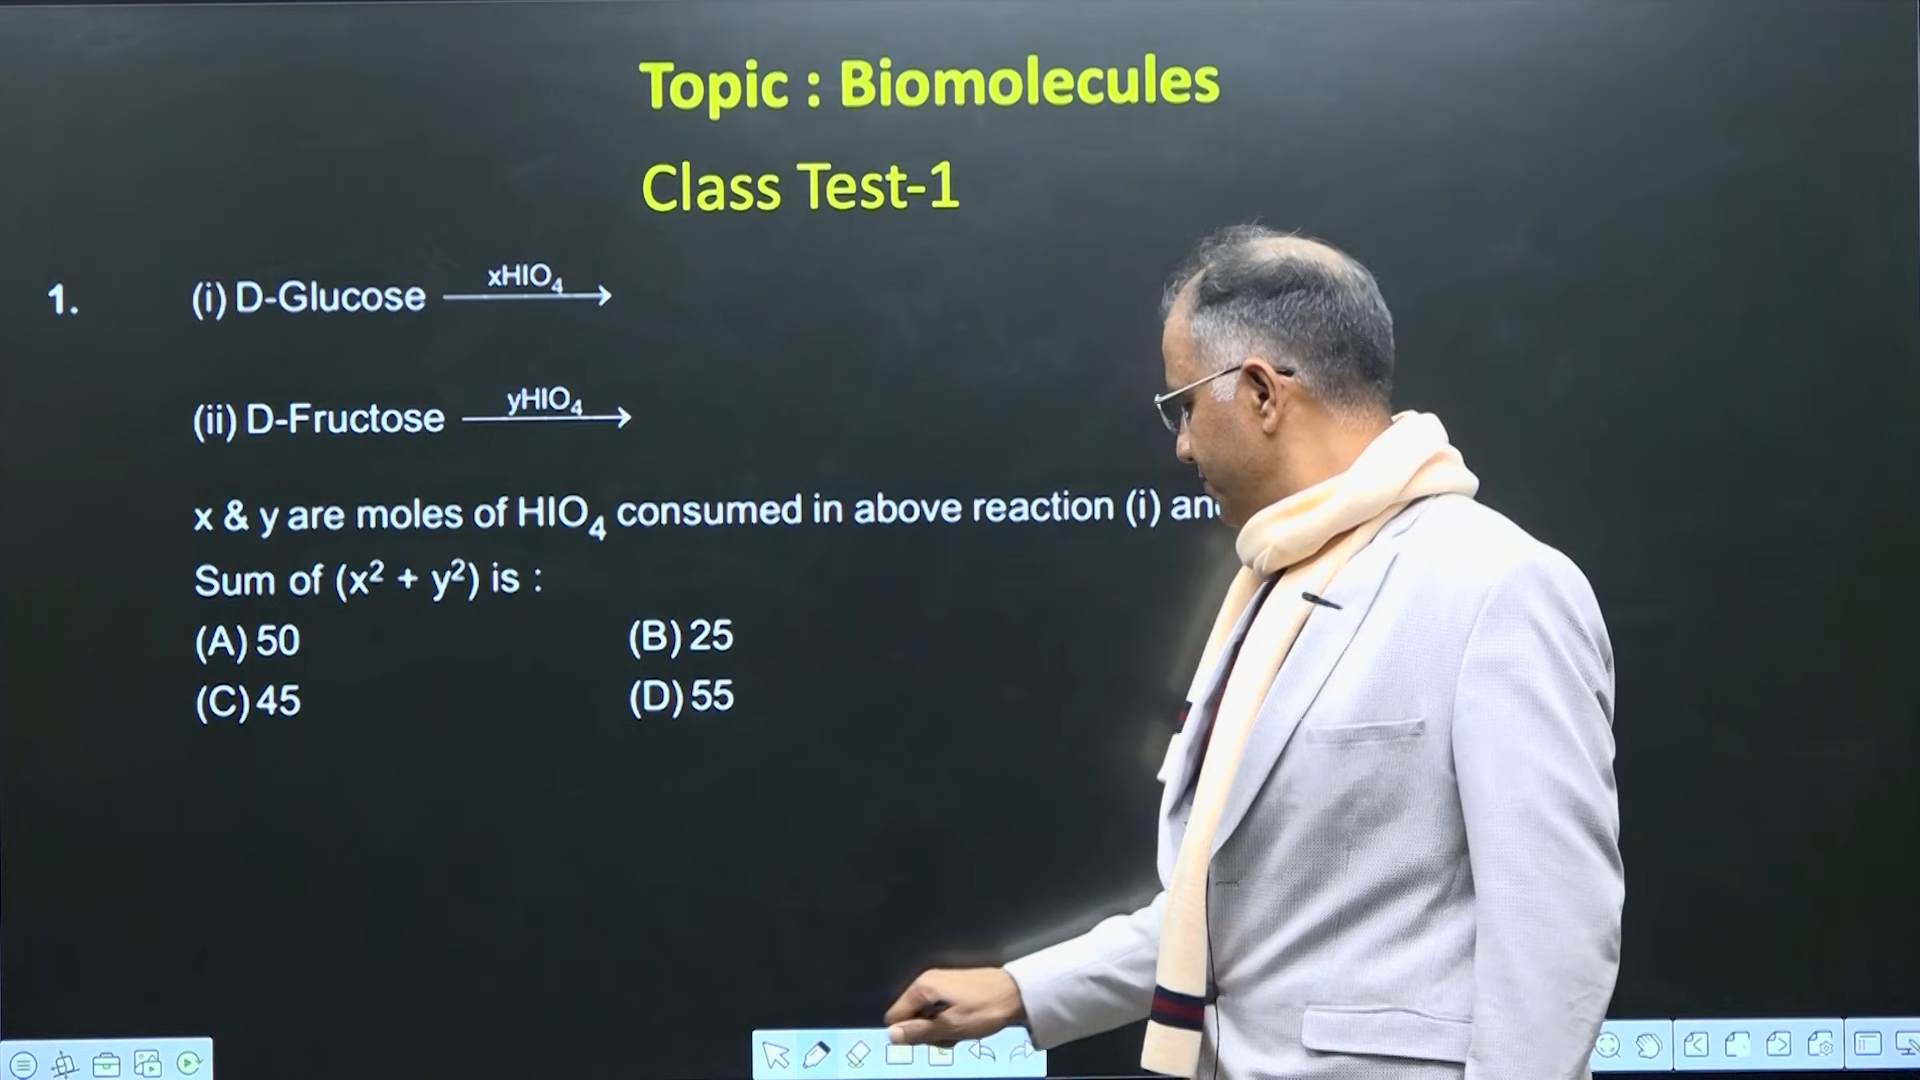 Topic : Biomolecules
Class Test-1
1. (i) D-Glucose xHIO₄ →
(ii) D-Fructose yHIO₄ →
x & y are moles of HIO₄ consumed in above reaction (i) an
Sum of (x² + y²) is :
(A) 50 (B) 25
(C) 45 (D) 55